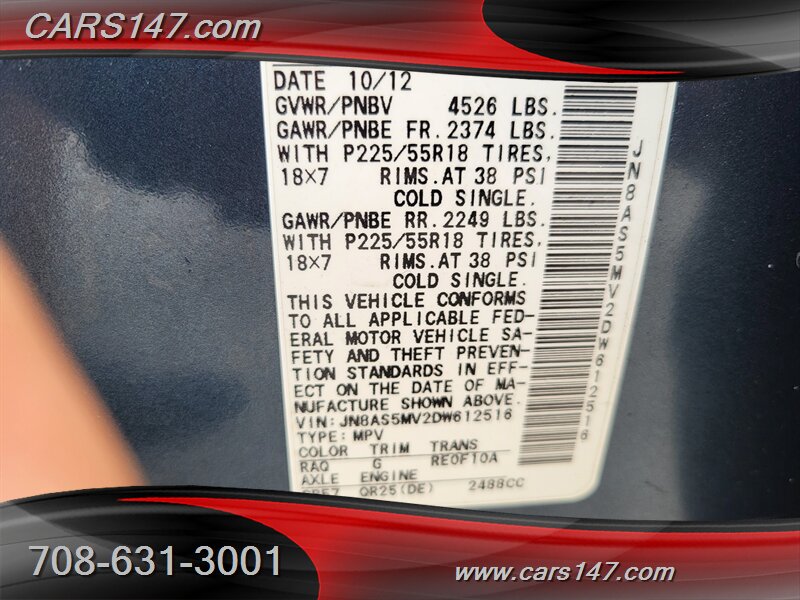 CARS147.com
DATE 10/12
GVWR/PNBV 4526 LBS.
GAWR/PNBE FR. 2374 LBS.
WITH P225/55R18 TIRES,
18×7 RIMS. AT 38 PSI
COLD SINGLE.
GAWR/PNBE RR. 2249 LBS.
WITH P225/55R18 TIRES,
18×7 RIMS. AT 38 PSI
COLD SINGLE.
THIS VEHICLE CONFORMS
TO ALL APPLICABLE FED-
ERAL MOTOR VEHICLE SA-
FETY AND THEFT PREVEN-
TION STANDARDS IN EFF-
ECT ON THE DATE OF MA-
NUFACTURE SHOWN ABOVE.
VIN: JN8AS5MV2DW612516
TYPE: MPV
COLOR TRIM TRANS
RAQ G RE0F10A
AXLE ENGINE
QR25(DE) 2488CC
JN8AS5MV2DW612516
708-631-3001
www.cars147.com